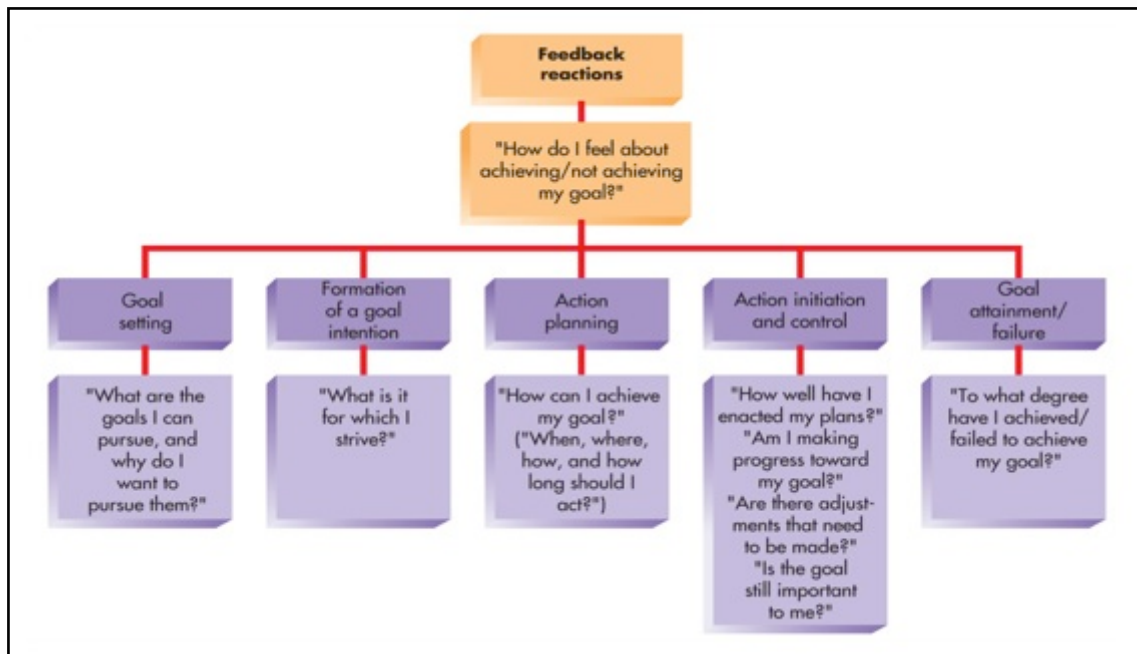 Feedback
reactions
"How do I feel about
achieving/not achieving
my goal?"
Goal
setting
"What are the
goals I can
pursue, and
why do I
want to
pursue them?"
Formation
of a goal
intention
"What is it
for which I
strive?"
Action
planning
"How can I achieve
my goal?"
("When, where,
how, and how
long should I
act?")
Action initiation
and control
"How well have I
enacted my plans?"
"Am I making
progress toward
my goal?"
"Are there adjust-
ments that need
to be made?"
"Is the goal
still important
to me?"
Goal
attainment/
failure
"To what degree
have I achieved/
failed to achieve
my goal?"